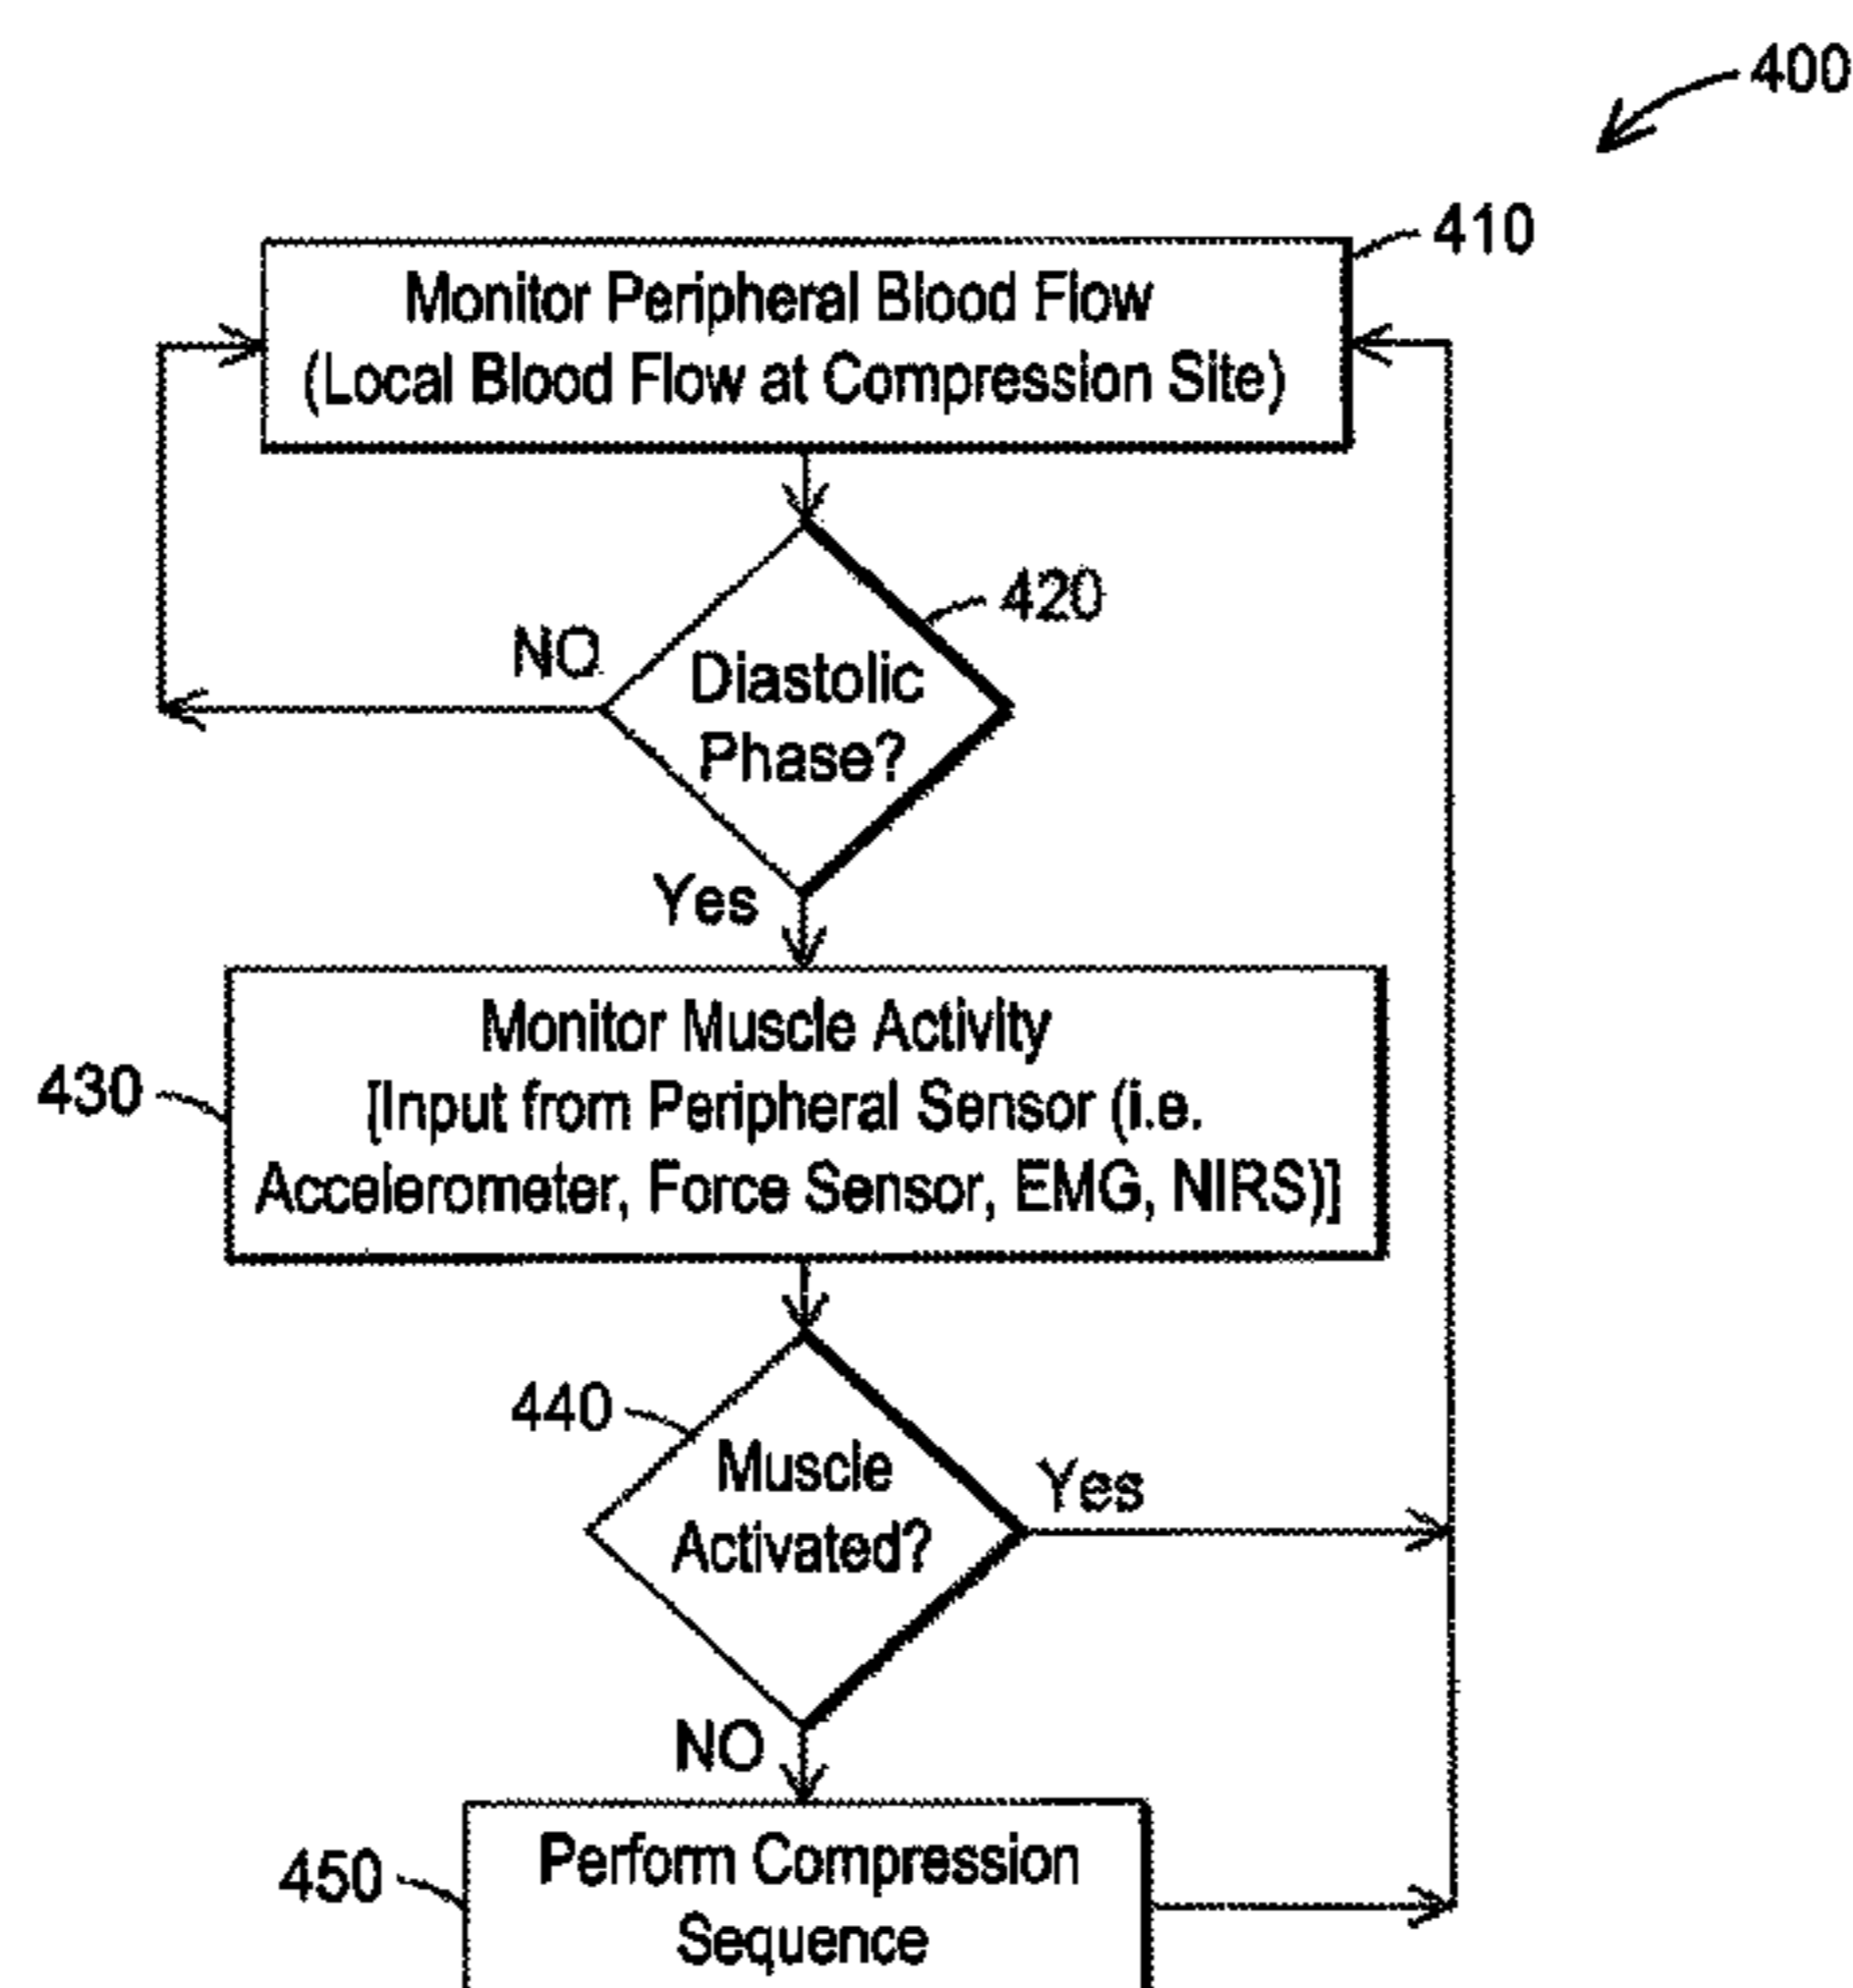 400
410
Monitor Peripheral Blood Flow
(Local Blood Flow at Compression Site)
420
NO
Diastolic
Phase?
Yes
430
Monitor Muscle Activity
[Input from Peripheral Sensor (i.e.
Accelerometer, Force Sensor, EMG, NIRS)]
440
Muscle
Activated?
Yes
NO
450
Perform Compression
Sequence